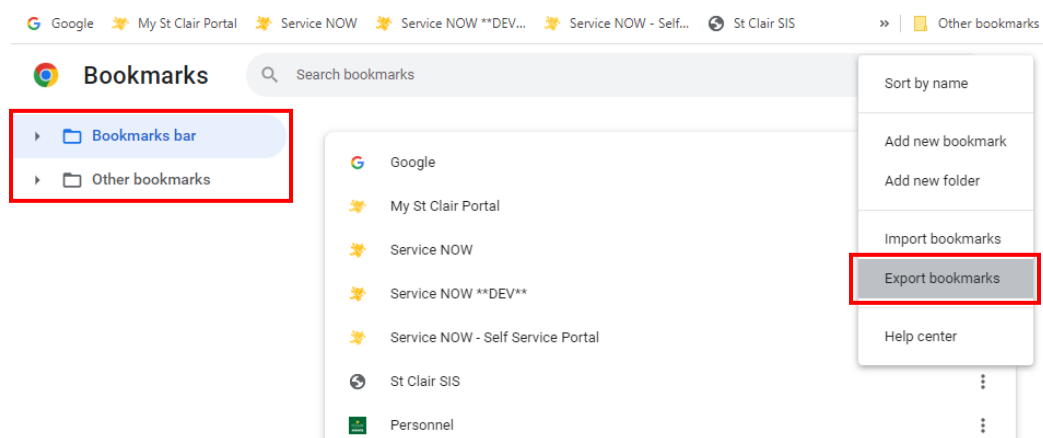 Google My St Clair Portal Service NOW Service NOW **DEV... Service NOW - Self... St Clair SIS » Other bookmarks
Bookmarks
Search bookmarks
Bookmarks bar
Other bookmarks
Google
My St Clair Portal
Service NOW
Service NOW **DEV**
Service NOW - Self Service Portal
St Clair SIS
Personnel
Sort by name
Add new bookmark
Add new folder
Import bookmarks
Export bookmarks
Help center